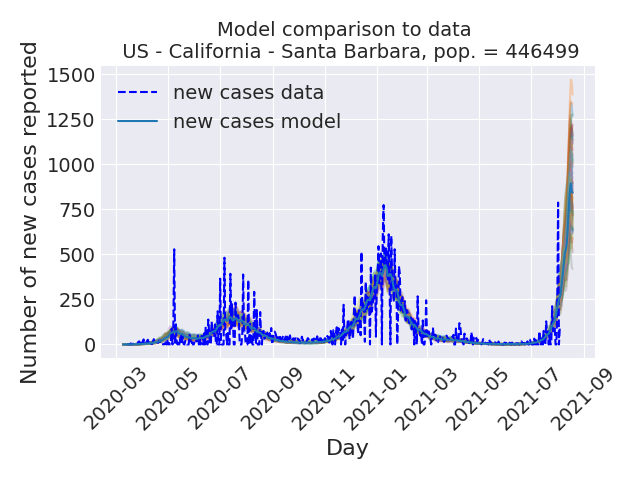 Model comparison to data
US - California - Santa Barbara, pop. = 446499
Number of new cases reported
1500
1250
1000
750
500
250
0
new cases data
new cases model
2020-03
2020-05
2020-07
2020-09
2020-11
2021-01
2021-03
2021-05
2021-07
2021-09
Day